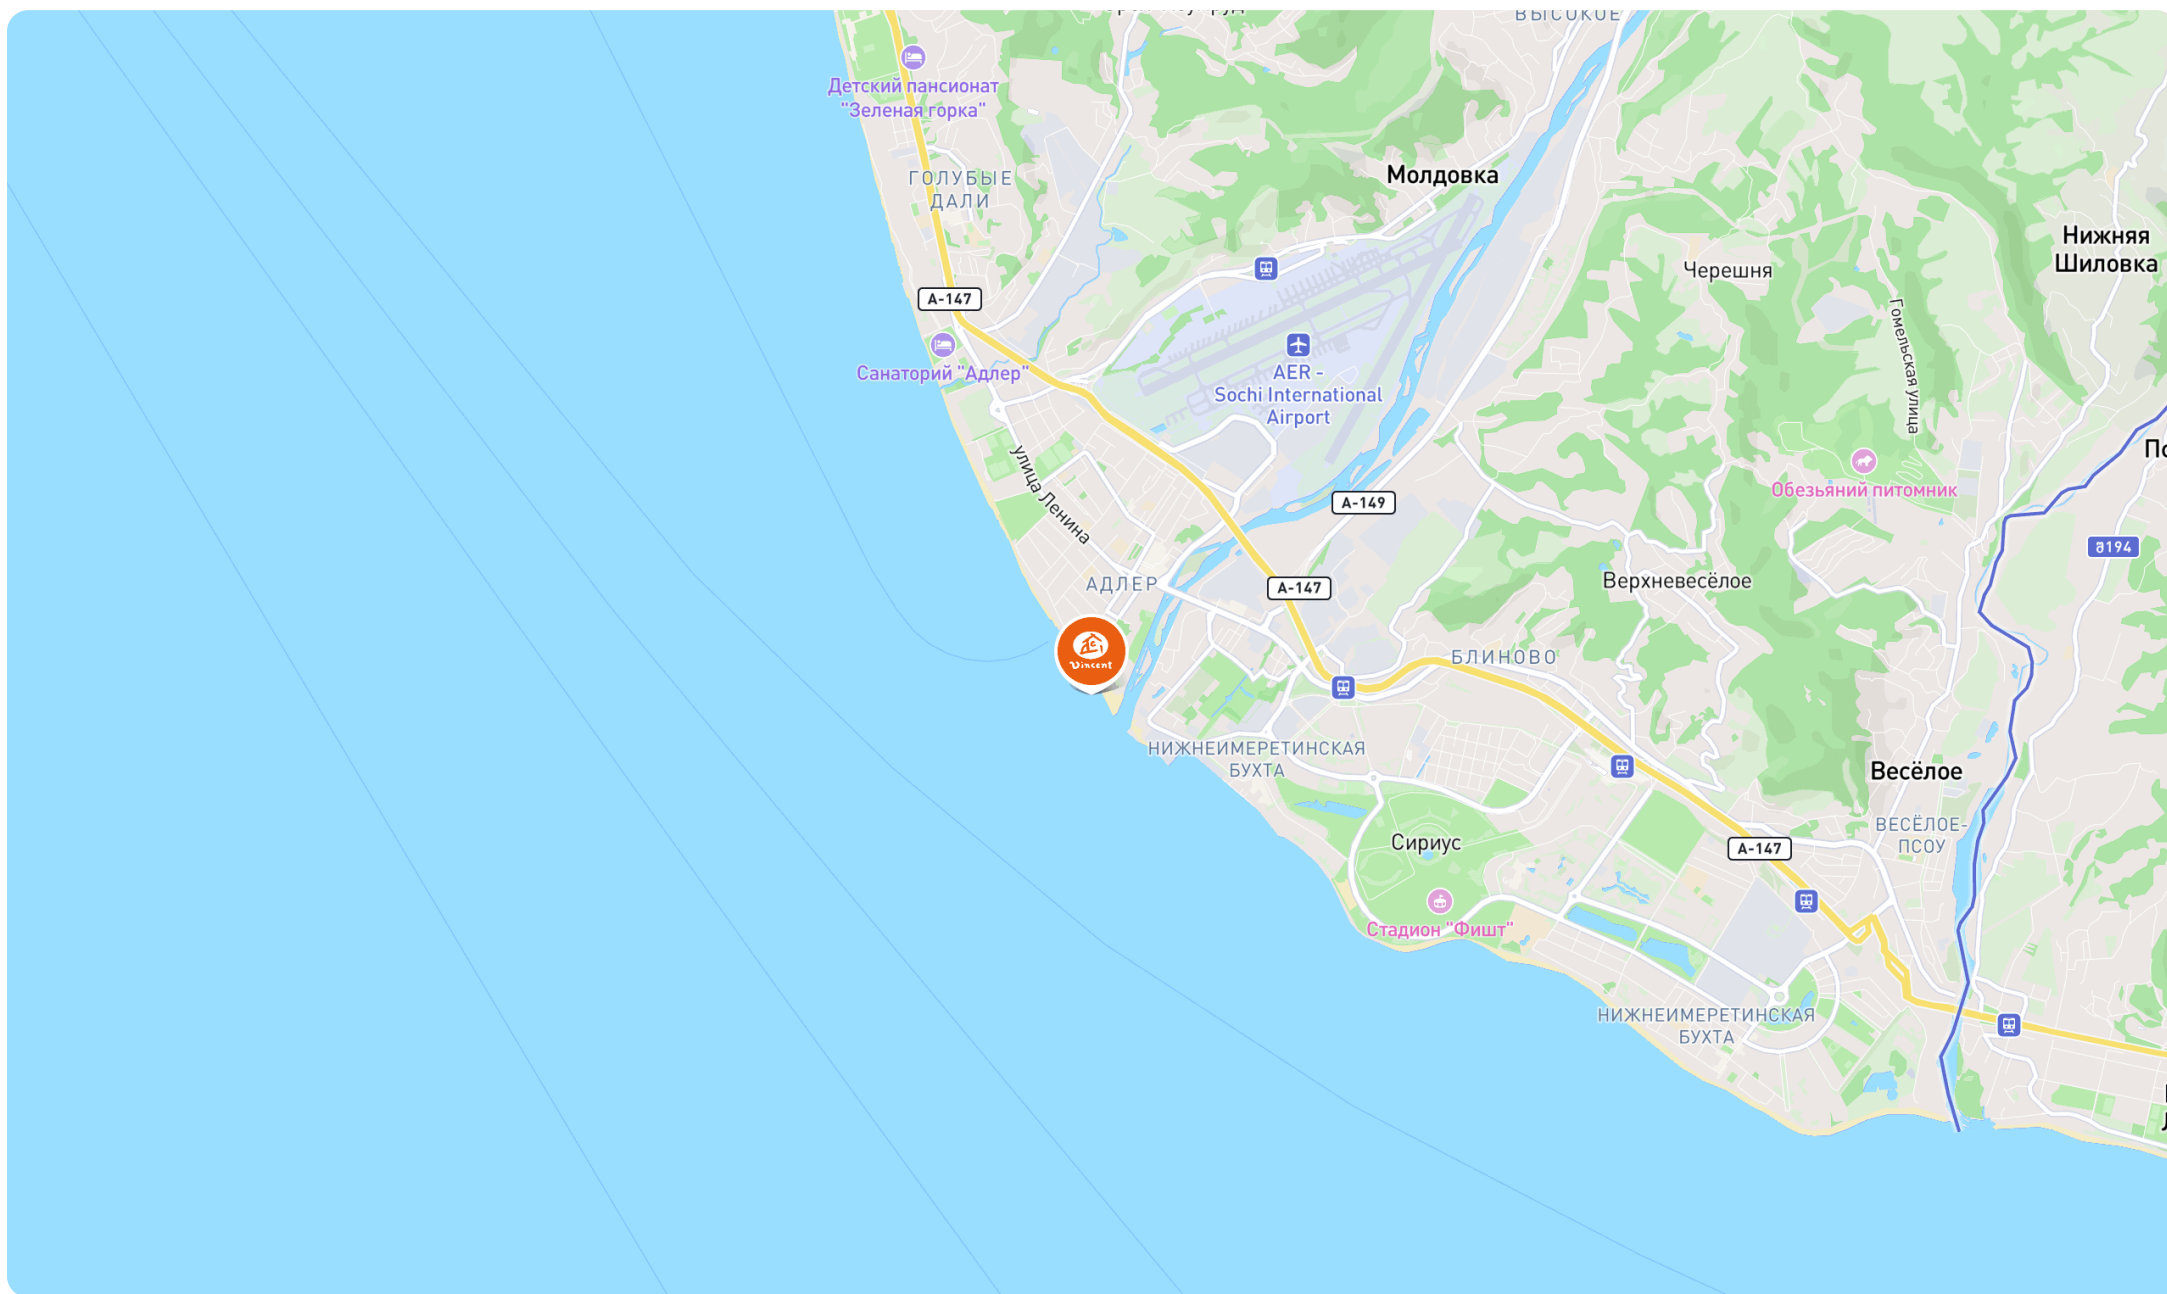 ВЫСОКОЕ
Детский пансионат
"Зеленая горка"
ГОЛУБЫЕ
ДАЛИ
Молдовка
Нижняя
Шиловка
Черешня
А-147
Гомельская улица
Санаторий "Адлер"
AER -
Sochi International
Airport
улица Ленина
Обезьяний питомник
А-149
შ194
АДЛЕР
А-147
Верхневесёлое
Vincent
БЛИНОВО
НИЖНЕИМЕРЕТИНСКАЯ
БУХТА
Весёлое
Сириус
ВЕСЁЛОЕ-
ПСОУ
А-147
Стадион "Фишт"
НИЖНЕИМЕРЕТИНСКАЯ
БУХТА